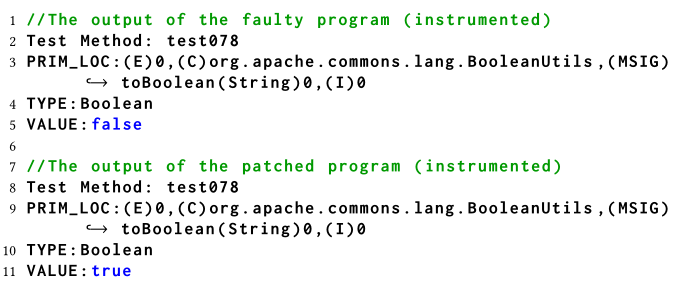 1 //The output of the faulty program (instrumented)
2 Test Method: test078
3 PRIM_LOC:(E)0,(C)org.apache.commons.lang.BooleanUtils,(MSIG)
↪ toBoolean(String)0,(I)0
4 TYPE:Boolean
5 VALUE:false
6
7 //The output of the patched program (instrumented)
8 Test Method: test078
9 PRIM_LOC:(E)0,(C)org.apache.commons.lang.BooleanUtils,(MSIG)
↪ toBoolean(String)0,(I)0
10 TYPE:Boolean
11 VALUE:true